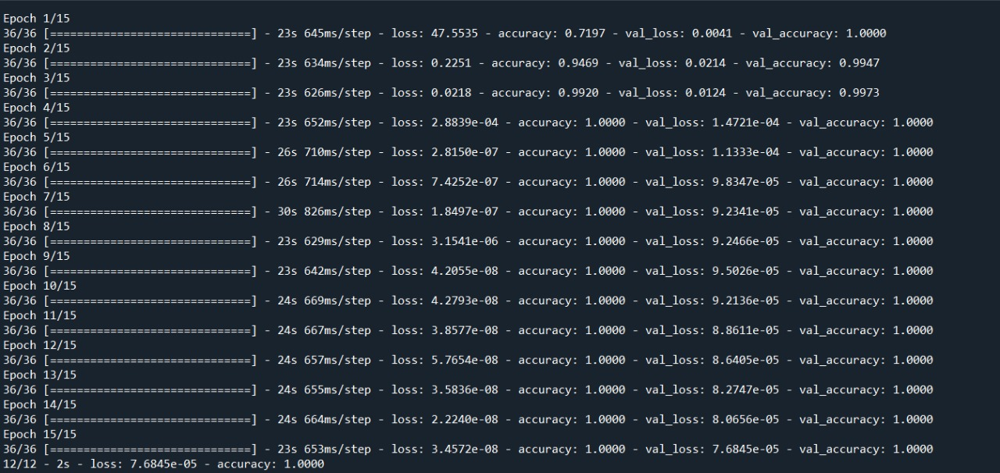 Epoch 1/15
36/36 [==============================] - 23s 645ms/step - loss: 47.5535 - accuracy: 0.7197 - val_loss: 0.0041 - val_accuracy: 1.0000
Epoch 2/15
36/36 [==============================] - 23s 634ms/step - loss: 0.2251 - accuracy: 0.9469 - val_loss: 0.0214 - val_accuracy: 0.9947
Epoch 3/15
36/36 [==============================] - 23s 626ms/step - loss: 0.0218 - accuracy: 0.9920 - val_loss: 0.0124 - val_accuracy: 0.9973
Epoch 4/15
36/36 [==============================] - 23s 652ms/step - loss: 2.8839e-04 - accuracy: 1.0000 - val_loss: 1.4721e-04 - val_accuracy: 1.0000
Epoch 5/15
36/36 [==============================] - 26s 710ms/step - loss: 2.8150e-07 - accuracy: 1.0000 - val_loss: 1.1333e-04 - val_accuracy: 1.0000
Epoch 6/15
36/36 [==============================] - 26s 714ms/step - loss: 7.4252e-07 - accuracy: 1.0000 - val_loss: 9.8347e-05 - val_accuracy: 1.0000
Epoch 7/15
36/36 [==============================] - 30s 826ms/step - loss: 1.8497e-07 - accuracy: 1.0000 - val_loss: 9.2341e-05 - val_accuracy: 1.0000
Epoch 8/15
36/36 [==============================] - 23s 629ms/step - loss: 3.1541e-06 - accuracy: 1.0000 - val_loss: 9.2466e-05 - val_accuracy: 1.0000
Epoch 9/15
36/36 [==============================] - 23s 642ms/step - loss: 4.2055e-08 - accuracy: 1.0000 - val_loss: 9.5026e-05 - val_accuracy: 1.0000
Epoch 10/15
36/36 [==============================] - 24s 669ms/step - loss: 4.2793e-08 - accuracy: 1.0000 - val_loss: 9.2136e-05 - val_accuracy: 1.0000
Epoch 11/15
36/36 [==============================] - 24s 667ms/step - loss: 3.8577e-08 - accuracy: 1.0000 - val_loss: 8.8611e-05 - val_accuracy: 1.0000
Epoch 12/15
36/36 [==============================] - 24s 657ms/step - loss: 5.7654e-08 - accuracy: 1.0000 - val_loss: 8.6405e-05 - val_accuracy: 1.0000
Epoch 13/15
36/36 [==============================] - 24s 655ms/step - loss: 3.5836e-08 - accuracy: 1.0000 - val_loss: 8.2747e-05 - val_accuracy: 1.0000
Epoch 14/15
36/36 [==============================] - 24s 664ms/step - loss: 2.2240e-08 - accuracy: 1.0000 - val_loss: 8.0656e-05 - val_accuracy: 1.0000
Epoch 15/15
36/36 [==============================] - 23s 653ms/step - loss: 3.4572e-08 - accuracy: 1.0000 - val_loss: 7.6845e-05 - val_accuracy: 1.0000
12/12 - 2s - loss: 7.6845e-05 - accuracy: 1.0000